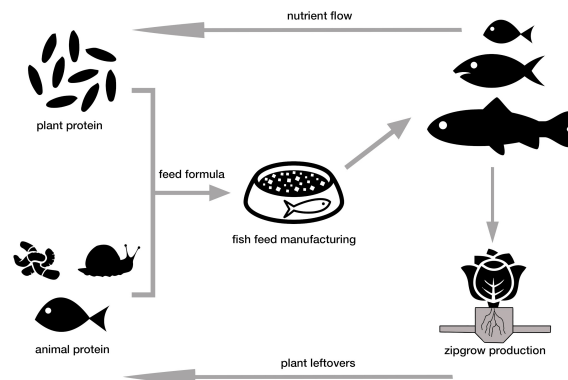 nutrient flow
plant protein
feed formula
fish feed manufacturing
animal protein
zipgrow production
plant leftovers